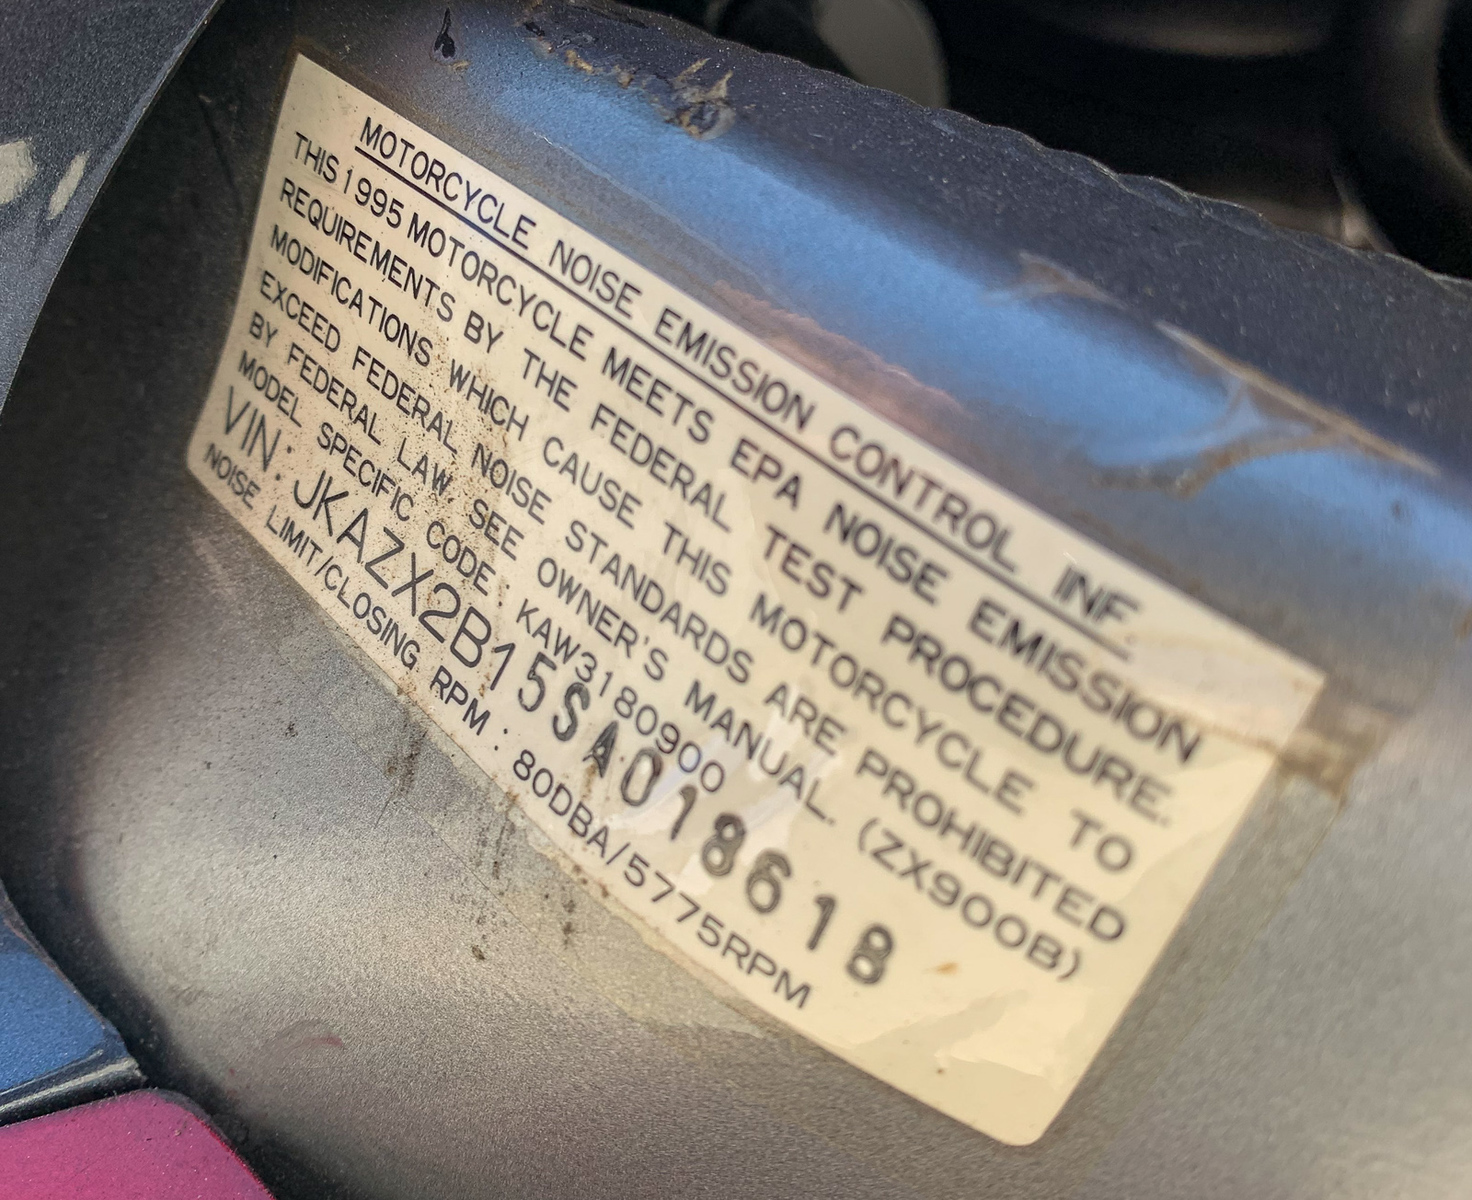 MOTORCYCLE NOISE EMISSION CONTROL INF.
THIS 1995 MOTORCYCLE MEETS EPA NOISE EMISSION
REQUIREMENTS BY THE FEDERAL TEST PROCEDURE.
MODIFICATIONS WHICH CAUSE THIS MOTORCYCLE TO
EXCEED FEDERAL NOISE STANDARDS ARE PROHIBITED
BY FEDERAL LAW. SEE OWNER'S MANUAL. (ZX900B)
MODEL SPECIFIC CODE : KAW3180900
VIN: JKAZX2B15SA018618
NOISE LIMIT/CLOSING RPM : 80DBA/5775RPM